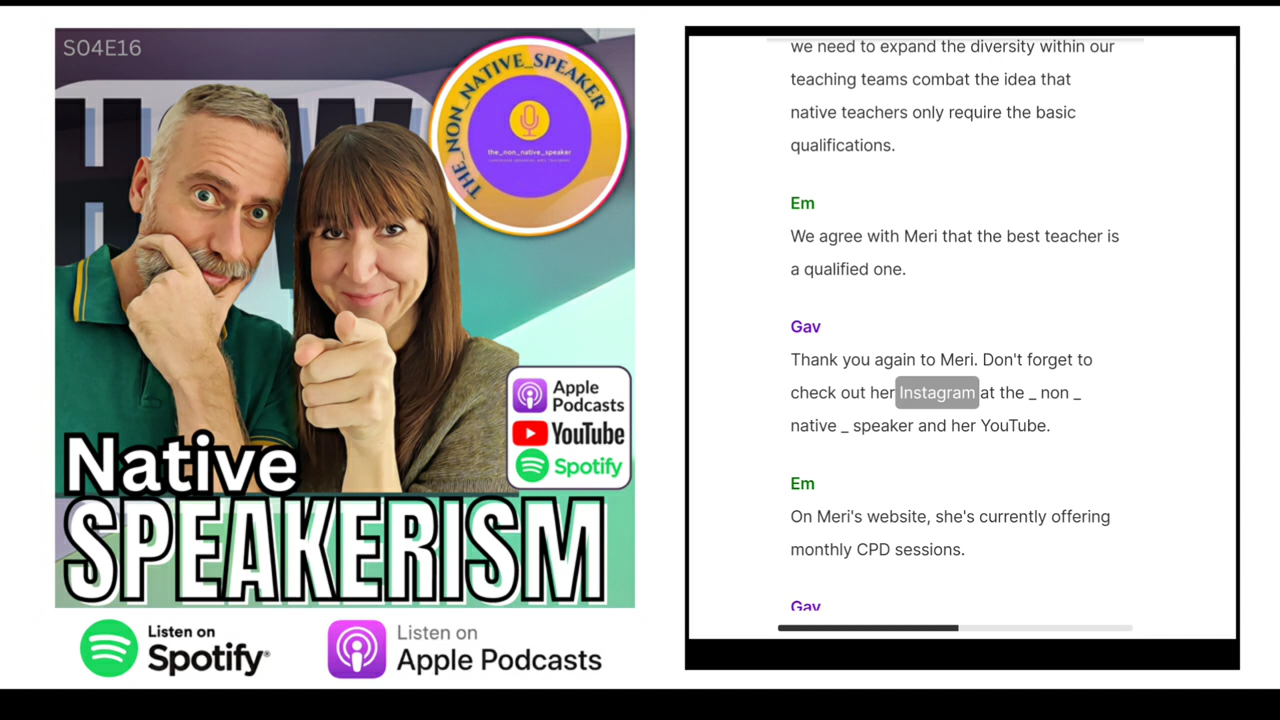 S04E16
HOW
THE_NON_NATIVE_SPEAKER
the_non_native_speaker
Apple
Podcasts
YouTube
Spotify
Native
SPEAKERISM
Listen on
Spotify
Listen on
Apple Podcasts
we need to expand the diversity within our
teaching teams combat the idea that
native teachers only require the basic
qualifications.
Em
We agree with Meri that the best teacher is
a qualified one.
Gav
Thank you again to Meri. Don't forget to
check out her Instagram at the _ non _
native _ speaker and her YouTube.
Em
On Meri's website, she's currently offering
monthly CPD sessions.
Gav